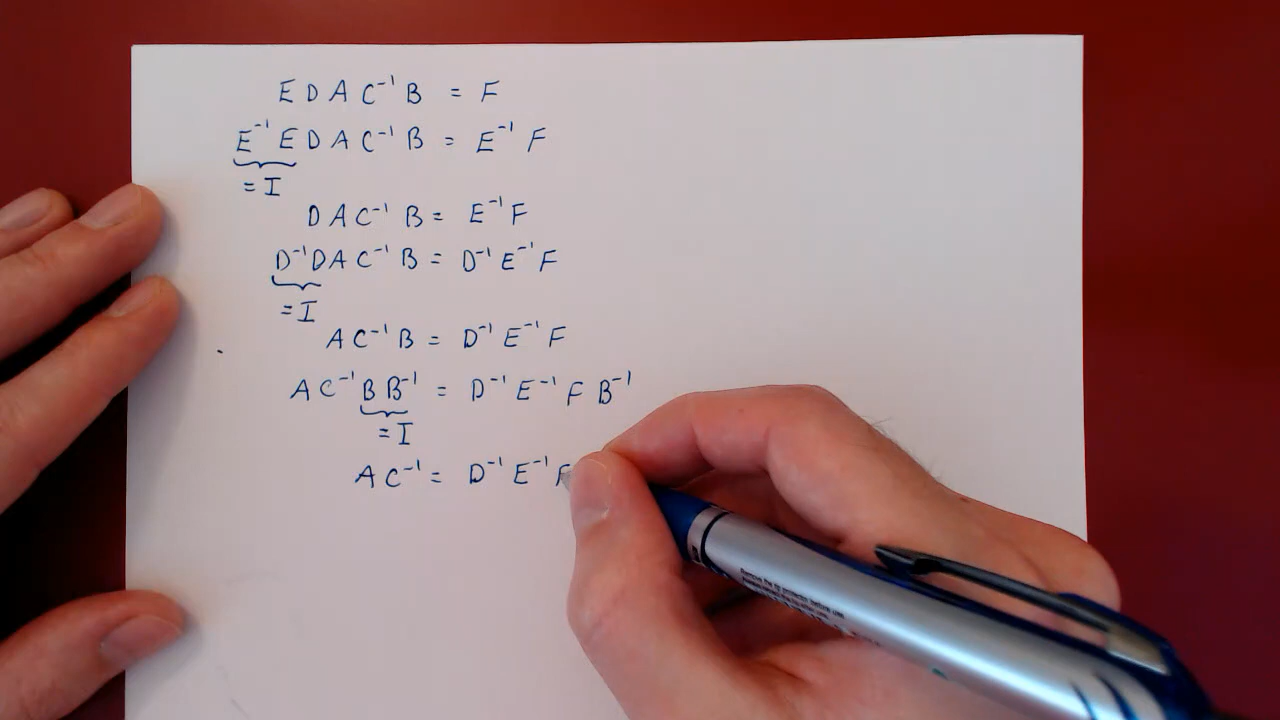 E D A C⁻¹ B = F
E⁻¹ E D A C⁻¹ B = E⁻¹ F
= I
D A C⁻¹ B = E⁻¹ F
D⁻¹ D A C⁻¹ B = D⁻¹ E⁻¹ F
= I
A C⁻¹ B = D⁻¹ E⁻¹ F
A C⁻¹ B B⁻¹ = D⁻¹ E⁻¹ F B⁻¹
= I
A C⁻¹ = D⁻¹ E⁻¹ F